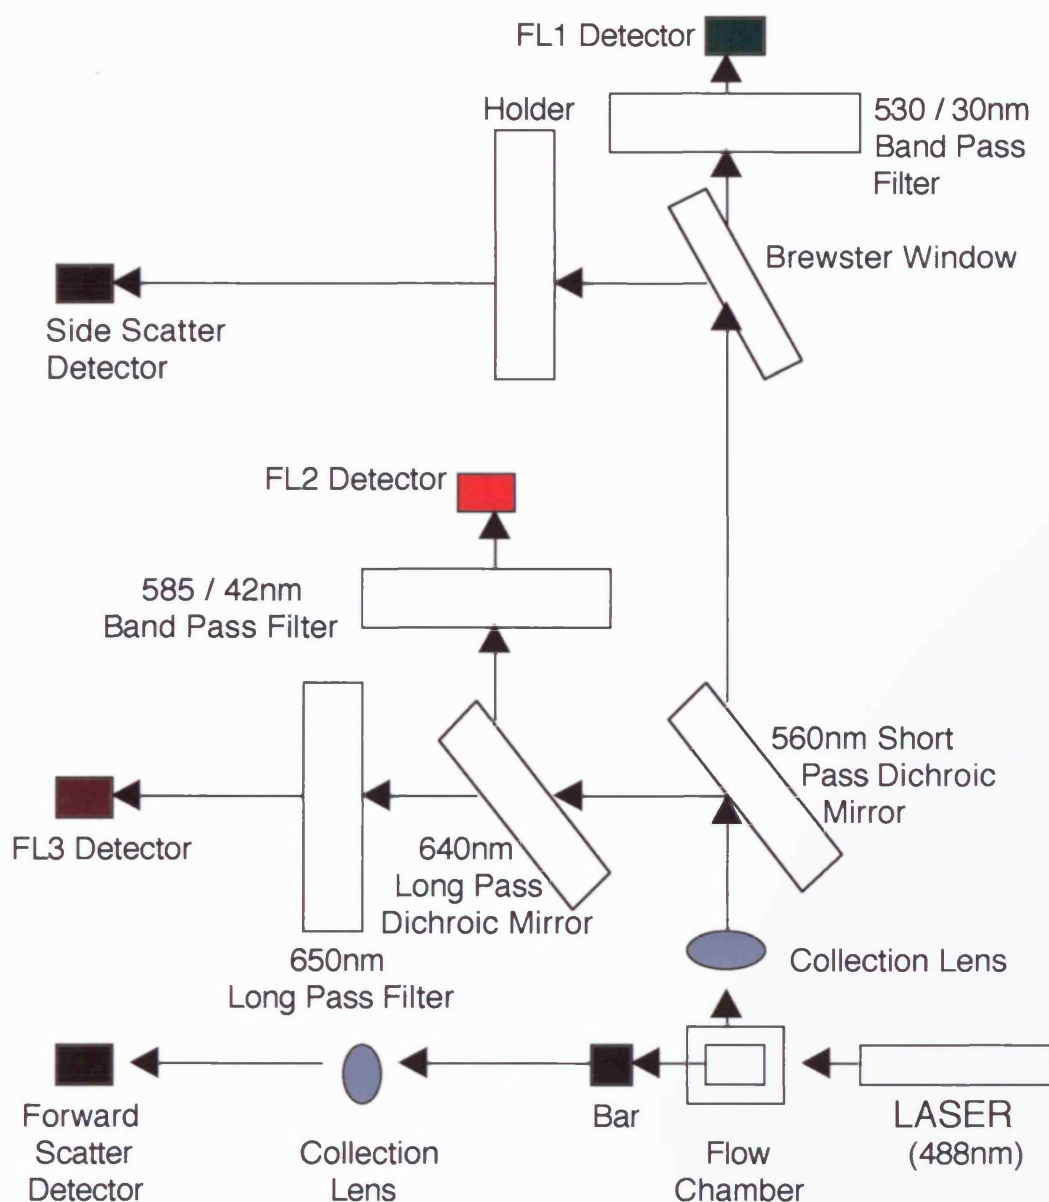 FL1 Detector
Holder
530 / 30nm
Band Pass
Filter
Brewster Window
Side Scatter
Detector
FL2 Detector
585 / 42nm
Band Pass Filter
560nm Short
Pass Dichroic
Mirror
FL3 Detector
640nm
Long Pass
Dichroic Mirror
650nm
Long Pass Filter
Collection Lens
Forward
Scatter
Detector
Collection
Lens
Bar
Flow
Chamber
LASER
(488nm)